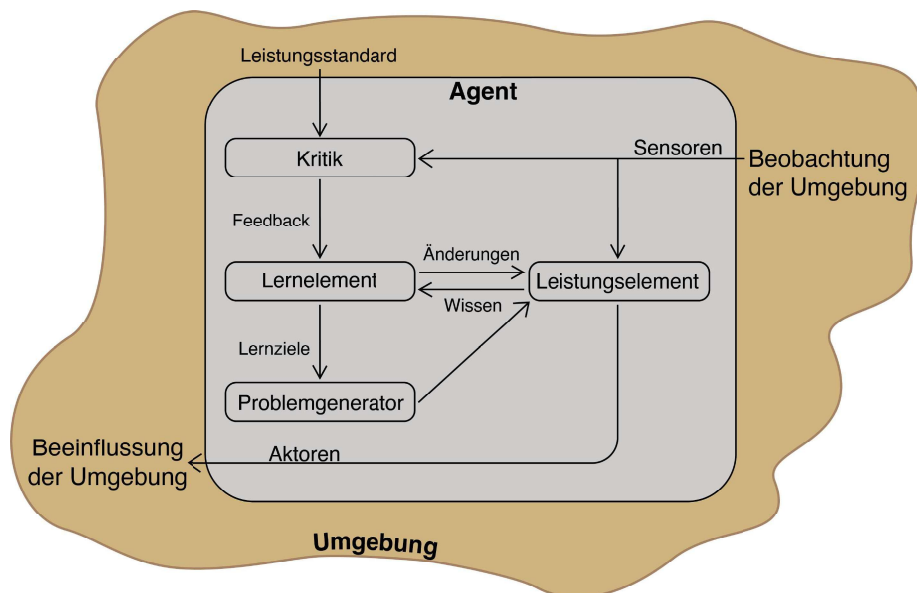 Leistungsstandard
Agent
Kritik
Sensoren
Beobachtung
der Umgebung
Feedback
Änderungen
Lernelement
Leistungselement
Wissen
Lernziele
Problemgenerator
Beeinflussung
der Umgebung
Aktoren
Umgebung